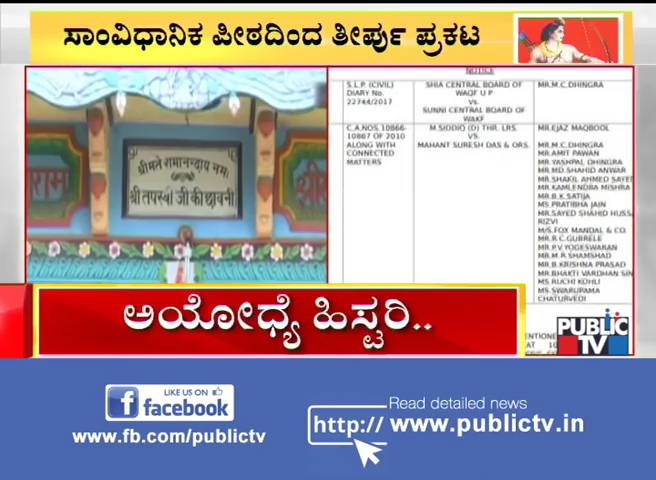 ಸಾಂವಿಧಾನಿಕ ಪೀಠದಿಂದ ತೀರ್ಪು ಪ್ರಕಟ
श्रीमते रामानन्दाय नमः
श्री तपस्वी जी की छावनी
NOTICE
S.L.P. (CIVIL)
DIARY No.
22744/2017
SHIA CENTRAL BOARD OF
WAQF U P
vs.
SUNNI CENTRAL BOARD OF
WAKF
MR.M.C.DHINGRA
C.A.NOS.10866-
10867 OF 2010
ALONG WITH
CONNECTED
MATTERS
M.SIDDIQ (D) THR. LRS.
VS.
MAHANT SURESH DAS & ORS.
MR.EJAZ MAQBOOL
MR.M.C.DHINGRA
MR.AMIT PAWAN
MR.YASHPAL DHINGRA
MR.MD.SHAHID ANWAR
MR.SHAKIL AHMED SAYED
MR.KAMLENDRA MISHRA
MR.B.K.SATIJA
MS.PRATIBHA JAIN
MR.SAYED SHAHID HUSS
RIZVI
M/S.FOX MANDAL & CO.
MR.R.C.GUBRELE
MR.P.V.YOGESWARAN
MR.M.R.SHAMSHAD
MR.B.KRISHNA PRASAD
MR.BHAKTI VARDHAN SIN
MS.RUCHI KOHLI
MS.SWARUPAMA
CHATURVEDI
ಅಯೋಧ್ಯೆ ಹಿಸ್ಟರಿ..
PUBLIC
TV
LIKE US ON
facebook
www.fb.com/publictv
Read detailed news
http:// www.publictv.in